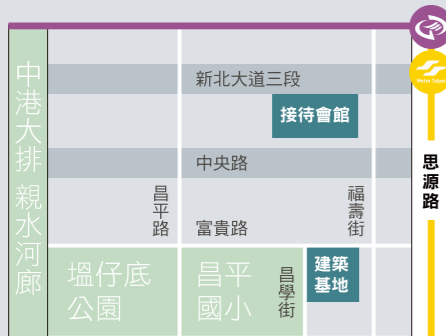 新北大道三段
接待會館
中央路
中港大排 親水河廊
昌平路
富貴路
福壽街
思源路
塭仔底
公園
昌平
國小
昌學街
建築
基地